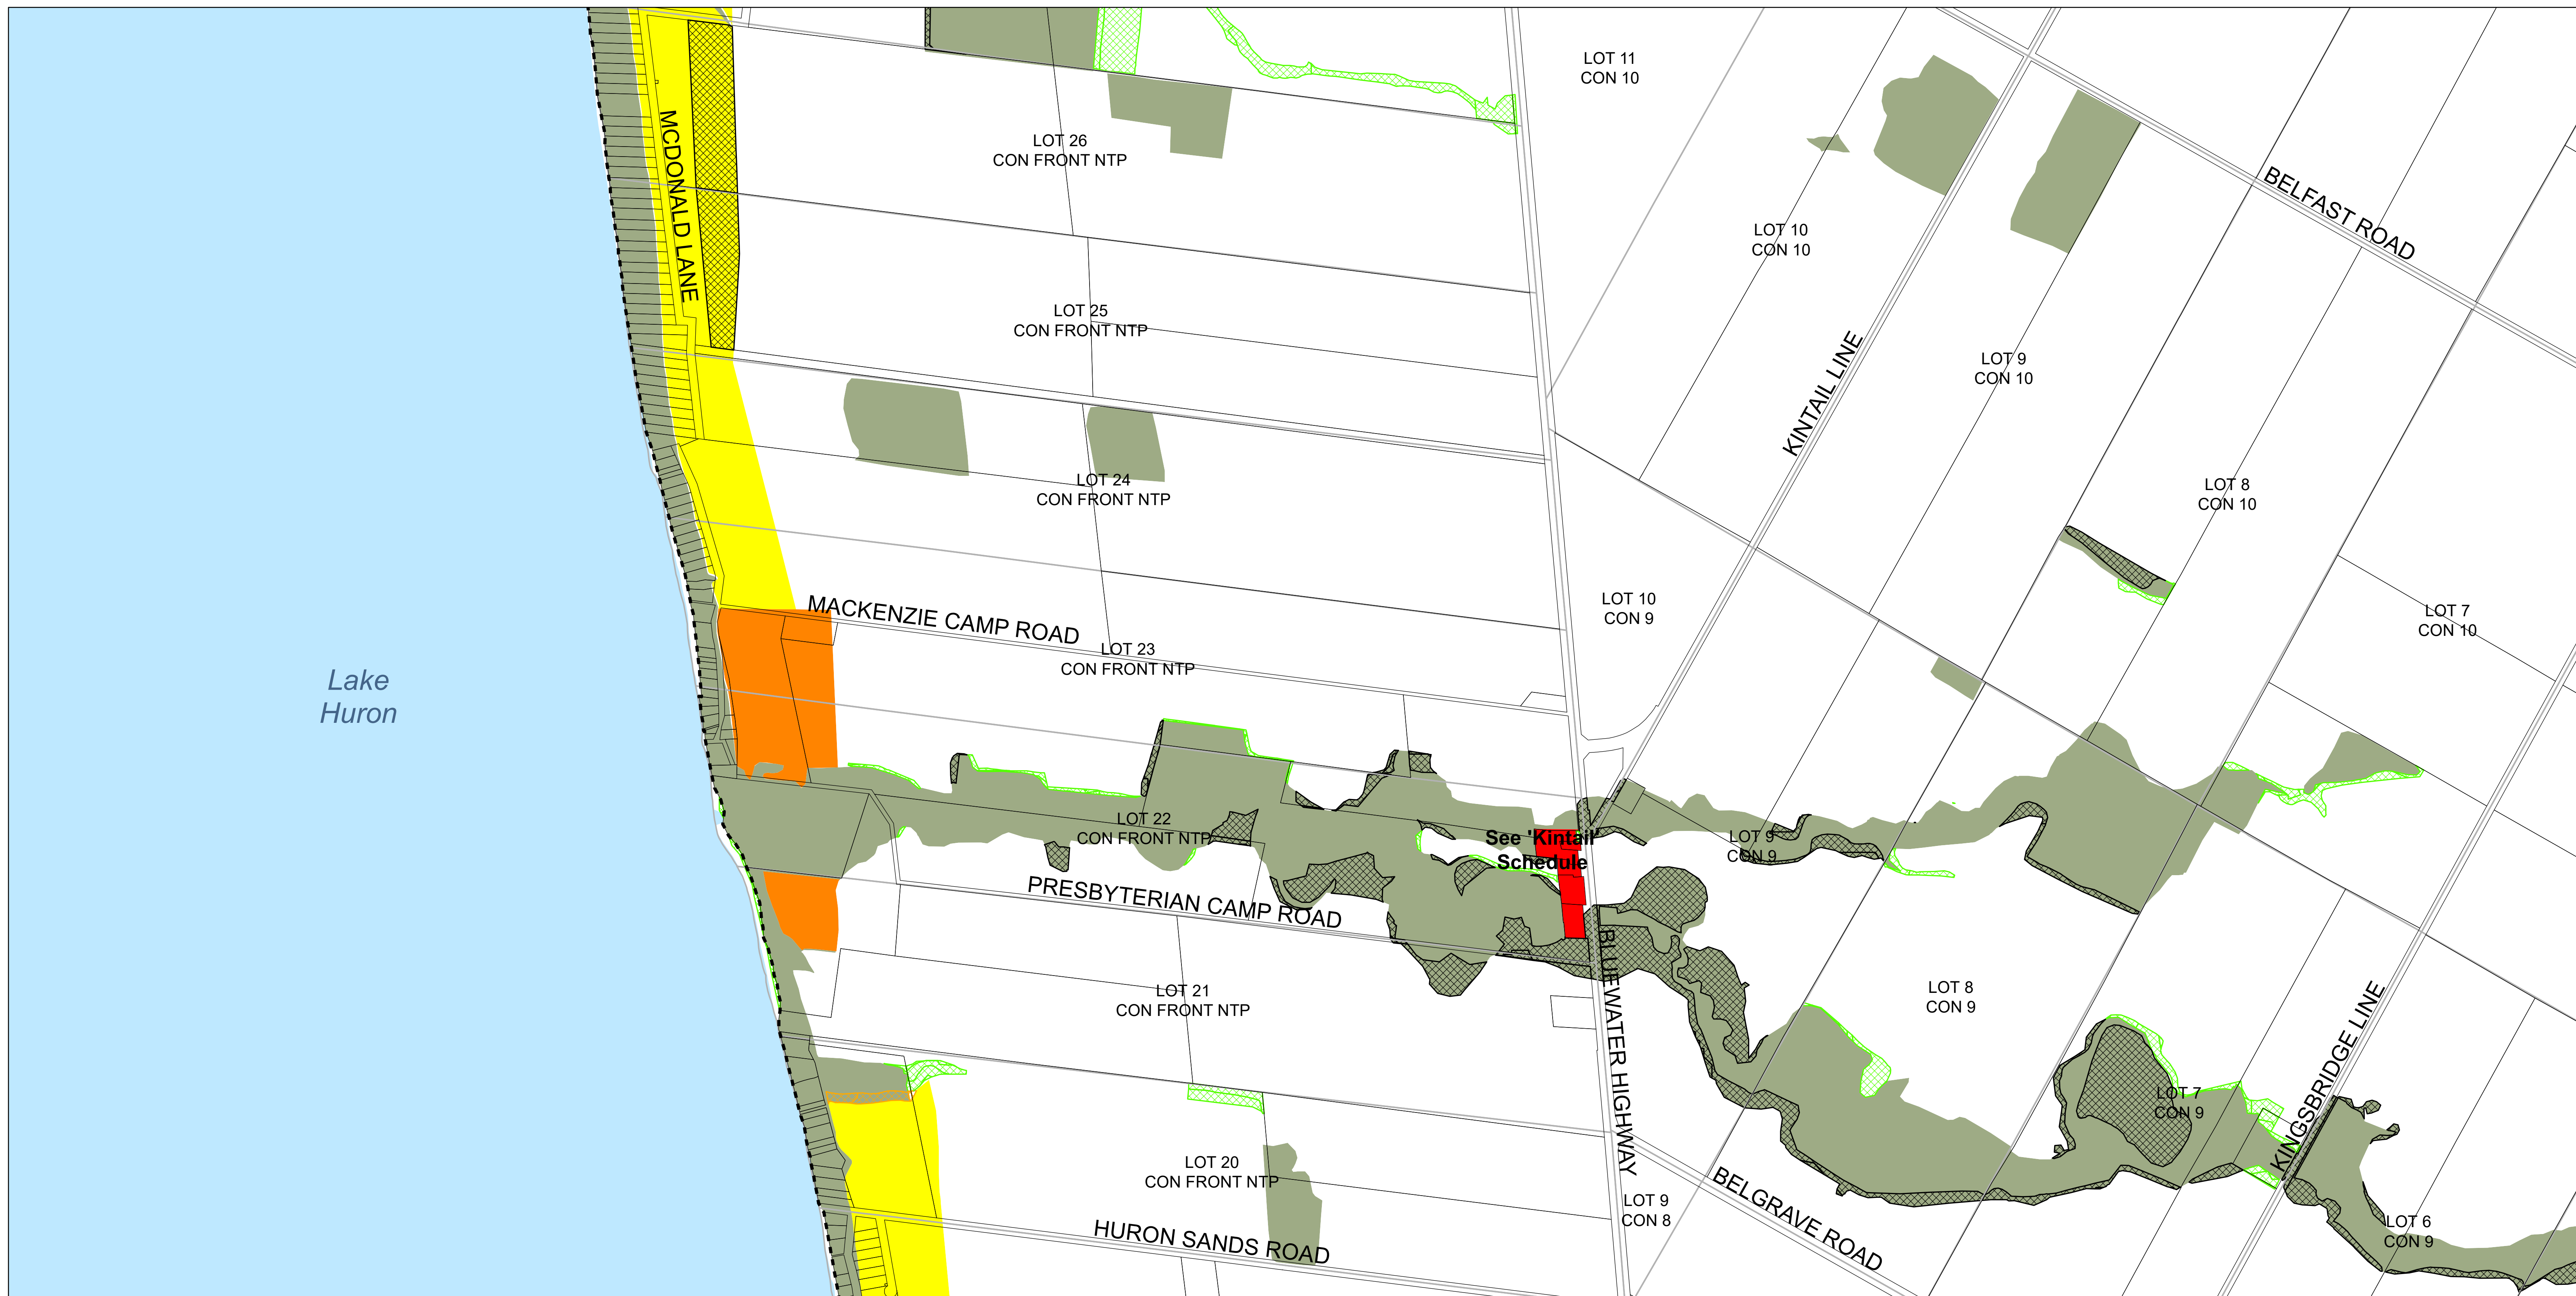 LOT 11
CON 10
MCDONALD LANE
LOT 26
CON FRONT NTP
BELFAST ROAD
LOT 10
CON 10
LOT 25
CON FRONT NTP
KINTAIL LINE
LOT 9
CON 10
LOT 24
CON FRONT NTP
LOT 8
CON 10
MACKENZIE CAMP ROAD
LOT 10
CON 9
LOT 7
CON 10
LOT 23
CON FRONT NTP
Lake
Huron
LOT 22
CON FRONT NTP
See 'Kintail'
Schedule
LOT 9
CON 9
PRESBYTERIAN CAMP ROAD
BLUEWATER HIGHWAY
LOT 21
CON FRONT NTP
LOT 8
CON 9
KINGSBRIDGE LINE
LOT 7
CON 9
LOT 20
CON FRONT NTP
LOT 9
CON 8
BELGRAVE ROAD
HURON SANDS ROAD
LOT 6
CON 9